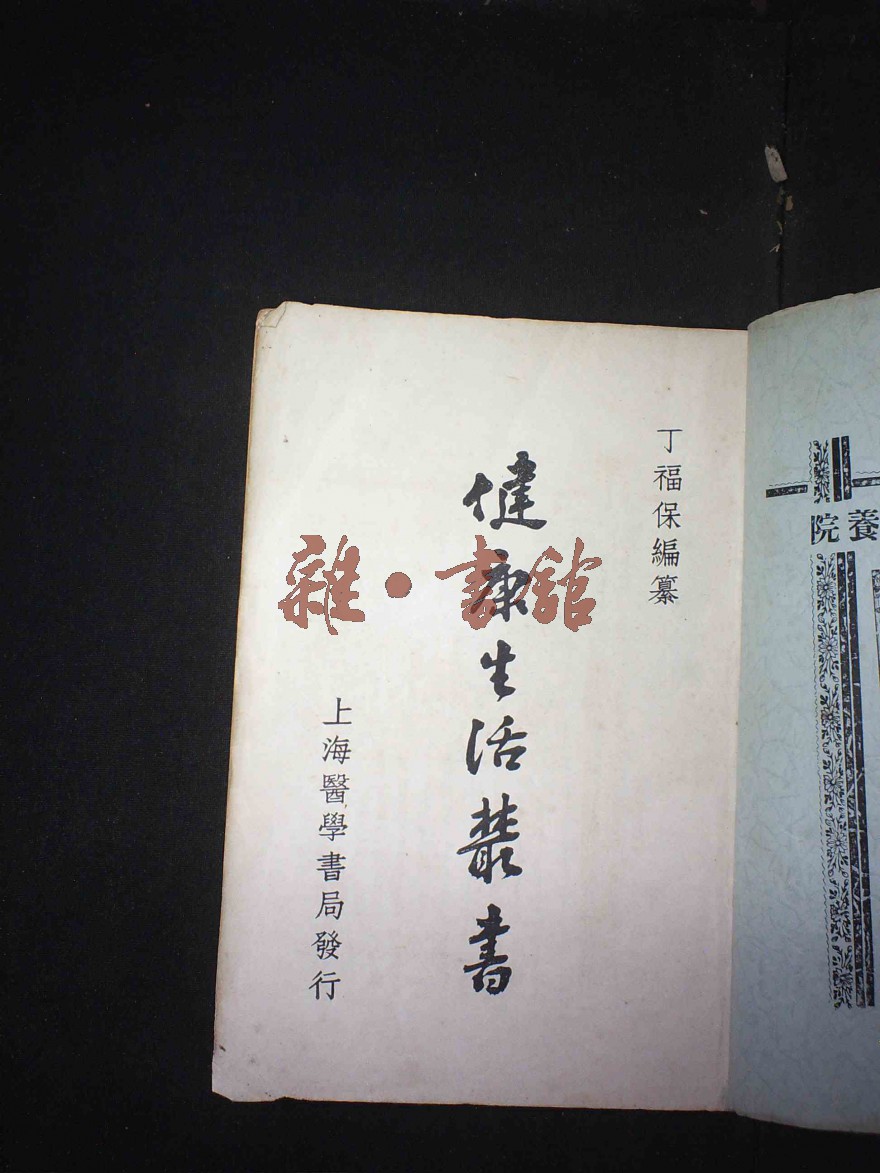 養院
丁福保編纂
健康生活叢書
上海醫學書局發行
雜·書館